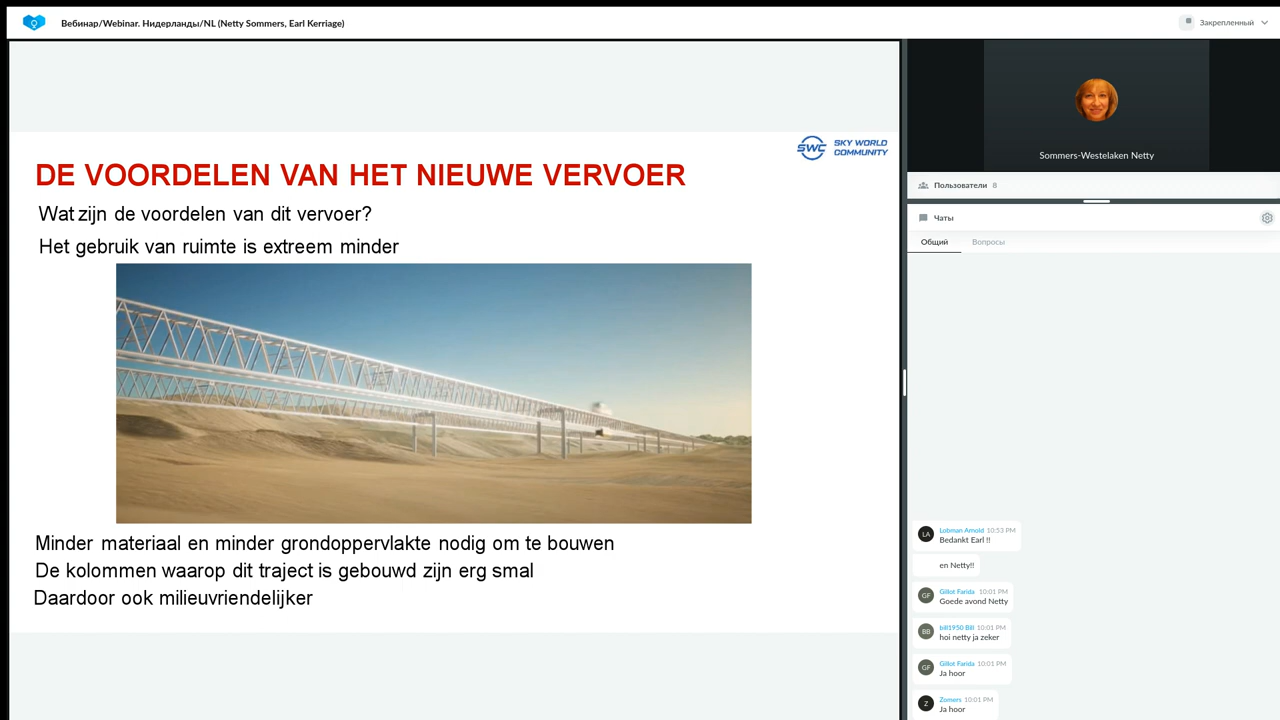 Вебинар/Webinar. Нидерланды/NL (Netty Sommers, Earl Kerriage)
Закрепленный
SWC SKY WORLD
COMMUNITY
DE VOORDELEN VAN HET NIEUWE VERVOER
Wat zijn de voordelen van dit vervoer?
Het gebruik van ruimte is extreem minder
Minder materiaal en minder grondoppervlakte nodig om te bouwen
De kolommen waarop dit traject is gebouwd zijn erg smal
Daardoor ook milieuvriendelijker
Sommers-Westelaken Netty
Пользователи 8
Чаты
Общий Вопросы
LA Lobman Arnold 10:53 PM
Bedankt Earl !!
en Netty!!
GF Gillot Farida 10:01 PM
Goede avond Netty
BB bill1950 Bill 10:01 PM
hoi netty ja zeker
GF Gillot Farida 10:01 PM
Ja hoor
Z Zomers 10:01 PM
Ja hoor